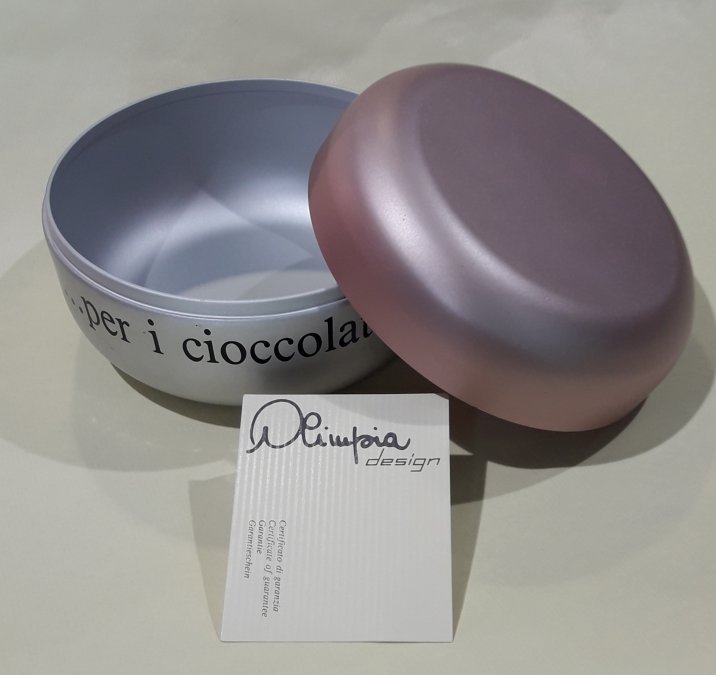 ...per i cioccolat
Olimpia
design
Certificato di garanzia
Certificate of guarantee
Garantie
Garantieschein